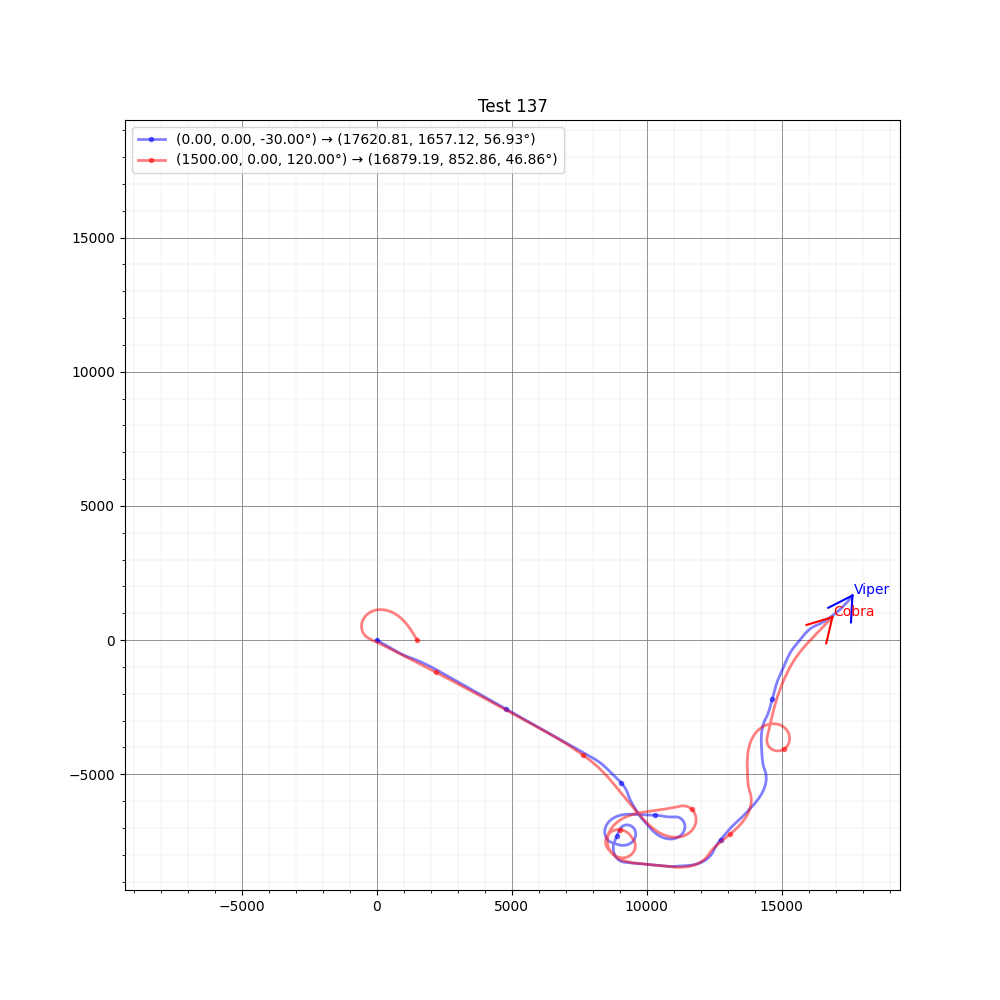 Test 137
(0.00, 0.00, -30.00°) → (17620.81, 1657.12, 56.93°)
(1500.00, 0.00, 120.00°) → (16879.19, 852.86, 46.86°)
15000
10000
5000
Viper
Cobra
0
−5000
−5000
0
5000
10000
15000